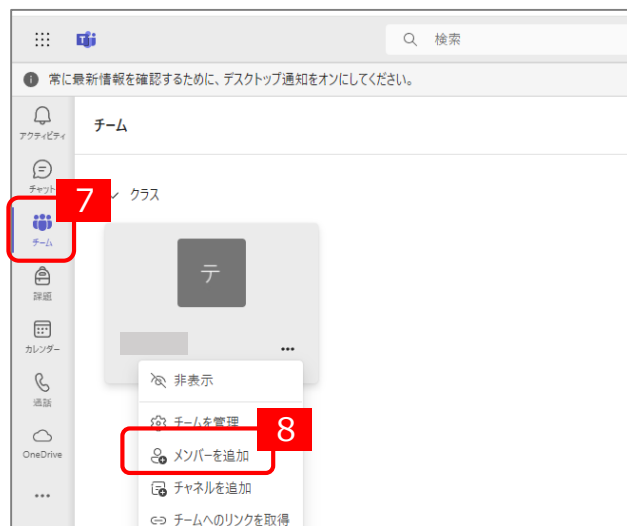 検索
常に最新情報を確認するために、デスクトップ通知をオンにしてください。
アクティビティ
チーム
チャット
7
クラス
チーム
テ
課題
カレンダー
...
非表示
通話
チームを管理
8
メンバーを追加
OneDrive
チャネルを追加
...
チームへのリンクを取得